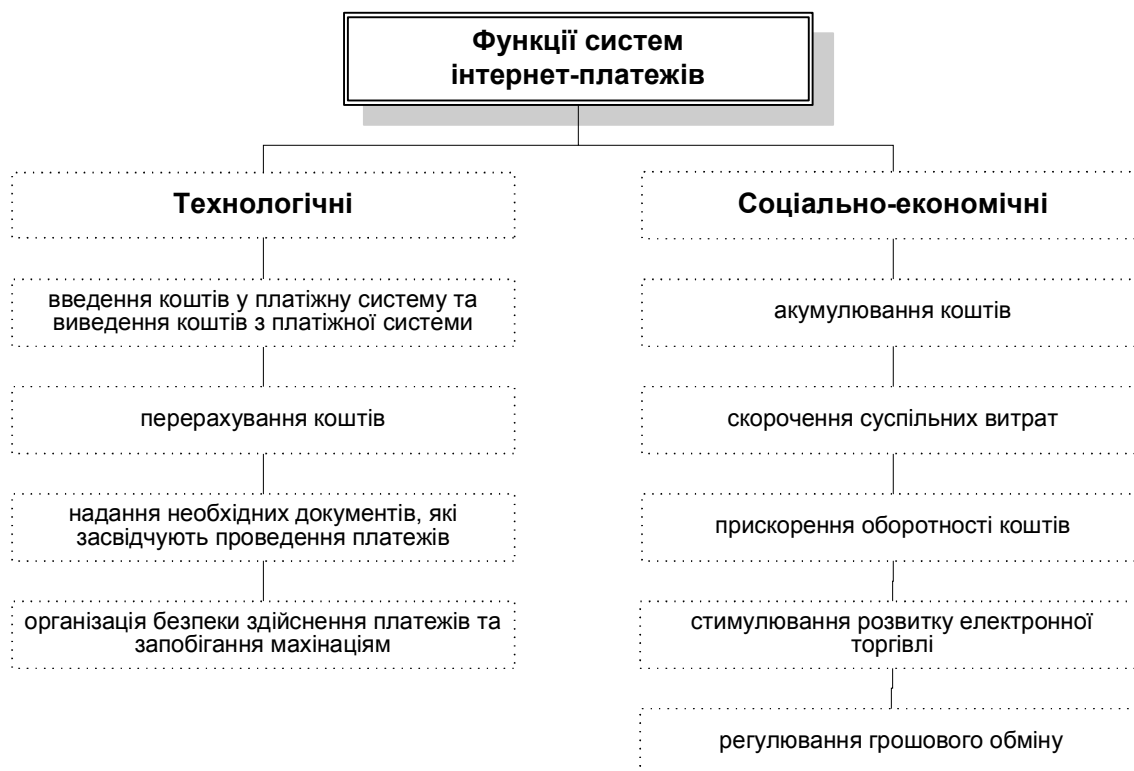 Функції систем
інтернет-платежів
Технологічні
введення коштів у платіжну систему та
виведення коштів з платіжної системи
перерахування коштів
надання необхідних документів, які
засвідчують проведення платежів
організація безпеки здійснення платежів та
запобігання махінаціям
Соціально-економічні
акумулювання коштів
скорочення суспільних витрат
прискорення оборотності коштів
стимулювання розвитку електронної
торгівлі
регулювання грошового обміну